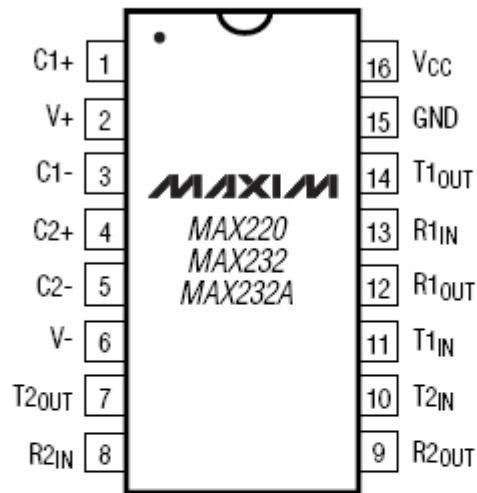 C1+ 1
V+ 2
C1- 3
C2+ 4
C2- 5
V- 6
T2OUT 7
R2IN 8
MAXIM
MAX220
MAX232
MAX232A
16 VCC
15 GND
14 T1OUT
13 R1IN
12 R1OUT
11 T1IN
10 T2IN
9 R2OUT